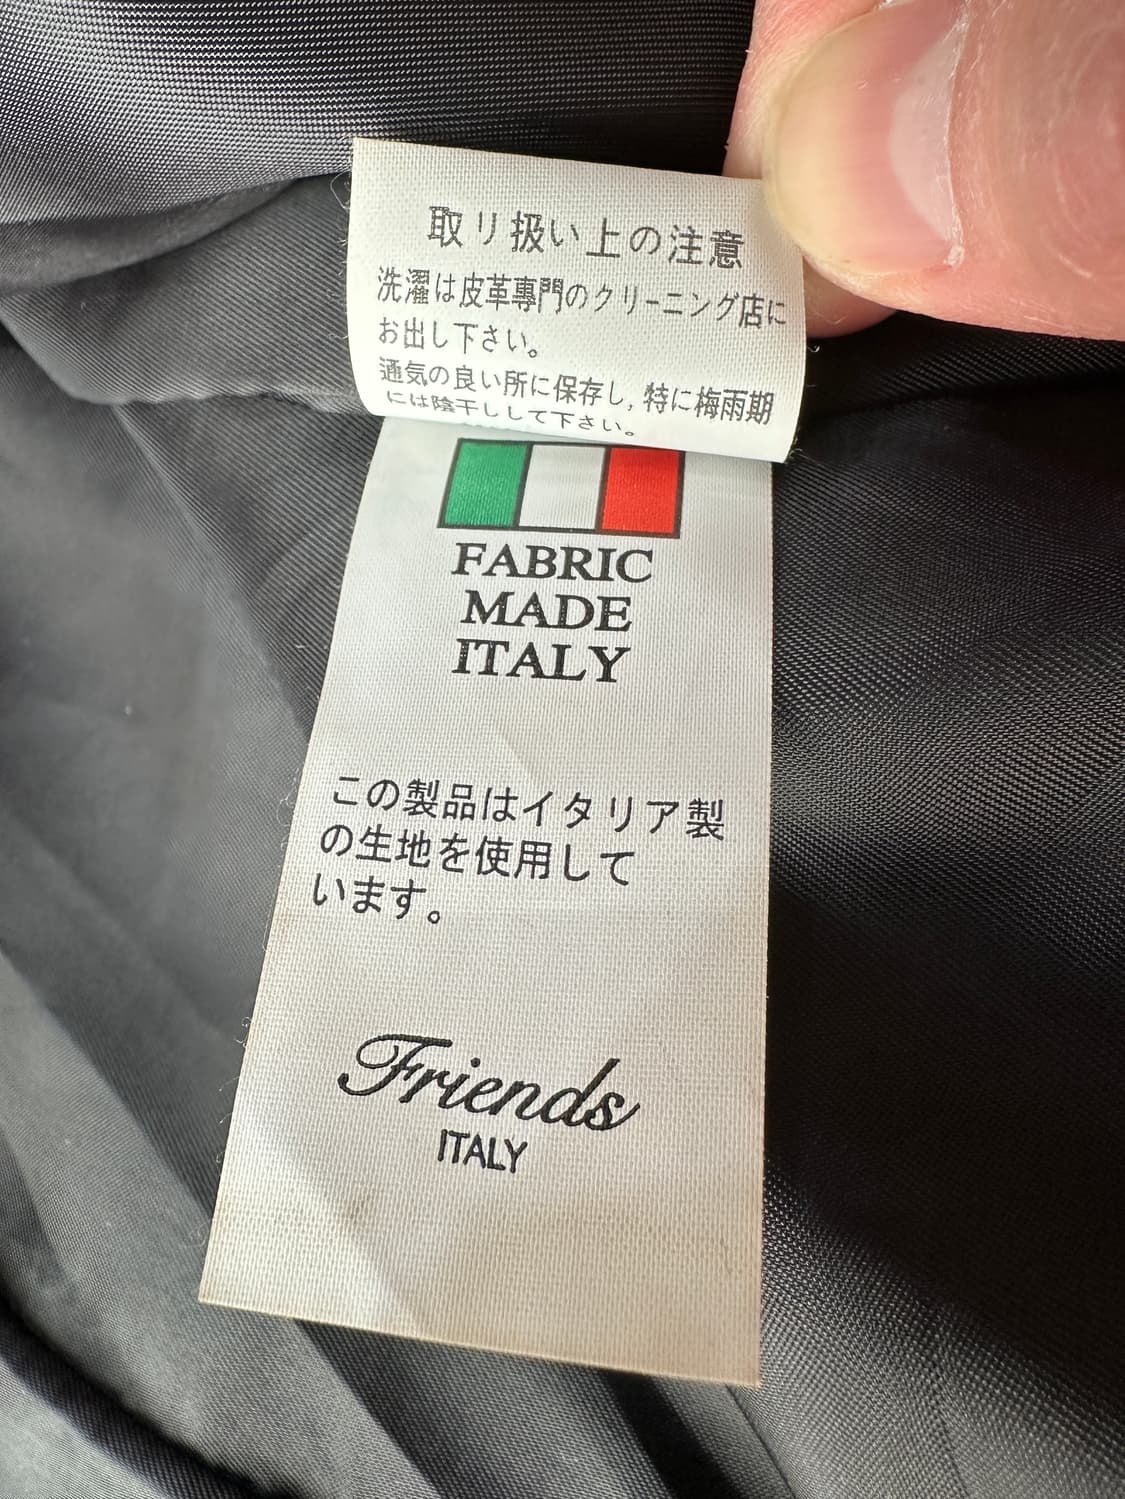 取り扱い上の注意
洗濯は皮革專門のクリーニング店に
お出し下さい。
通気の良い所に保存し,特に梅雨期
には陰干しして下さい。
FABRIC
MADE
ITALY
この製品はイタリア製
の生地を使用して
います。
Friends
ITALY